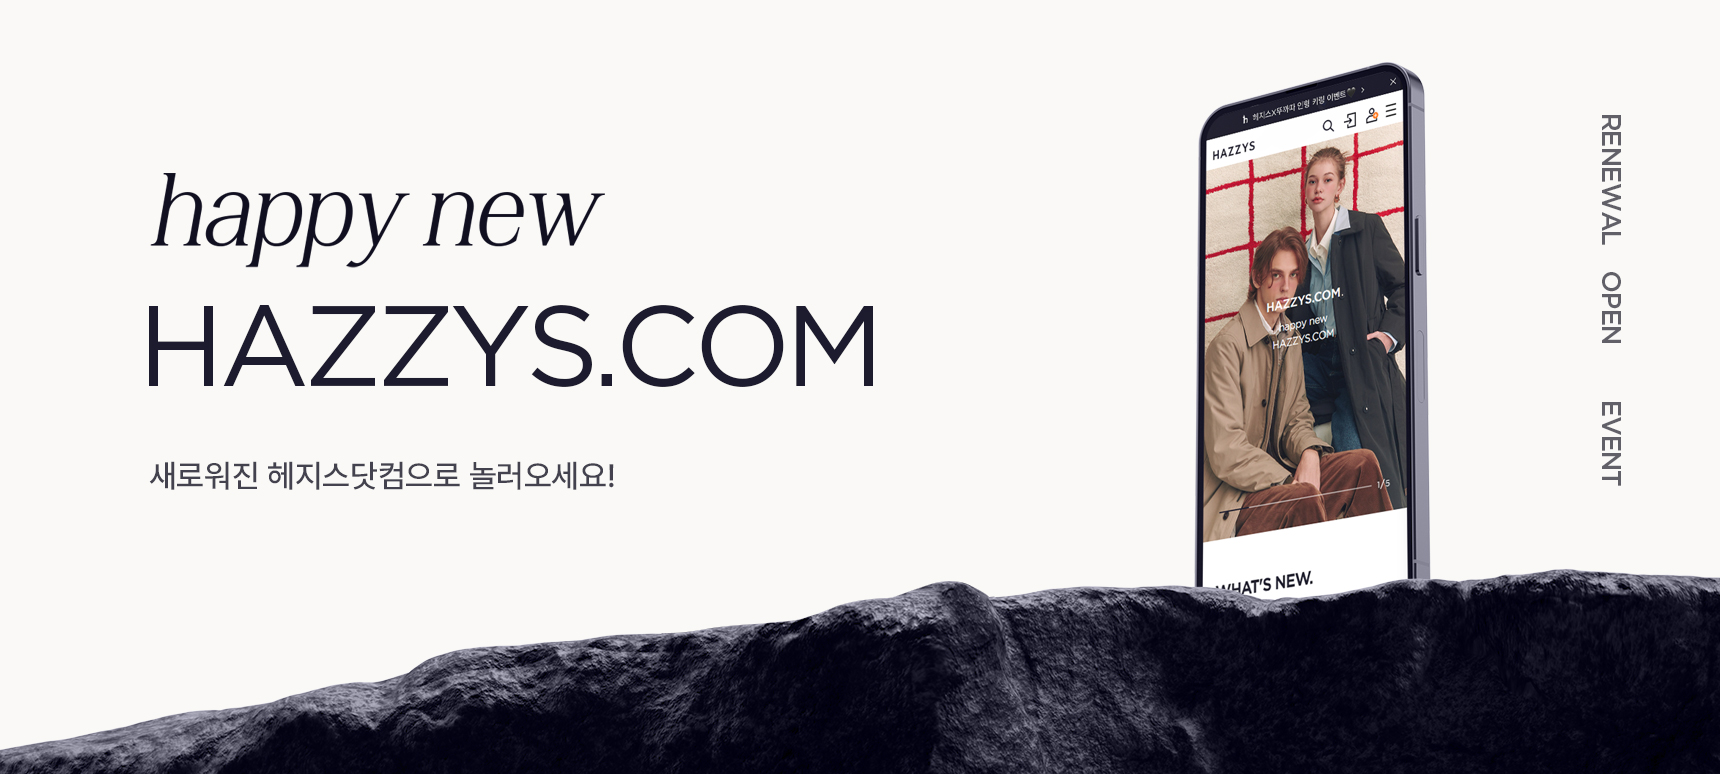 happy new
HAZZYS.COM
새로워진 헤지스닷컴으로 놀러오세요!
헤지스X무까따 인형 키링 이벤트🖤
HAZZYS
HAZZYS.COM.
happy new
HAZZYS.COM
1/5
WHAT'S NEW.
RENEWAL OPEN EVENT